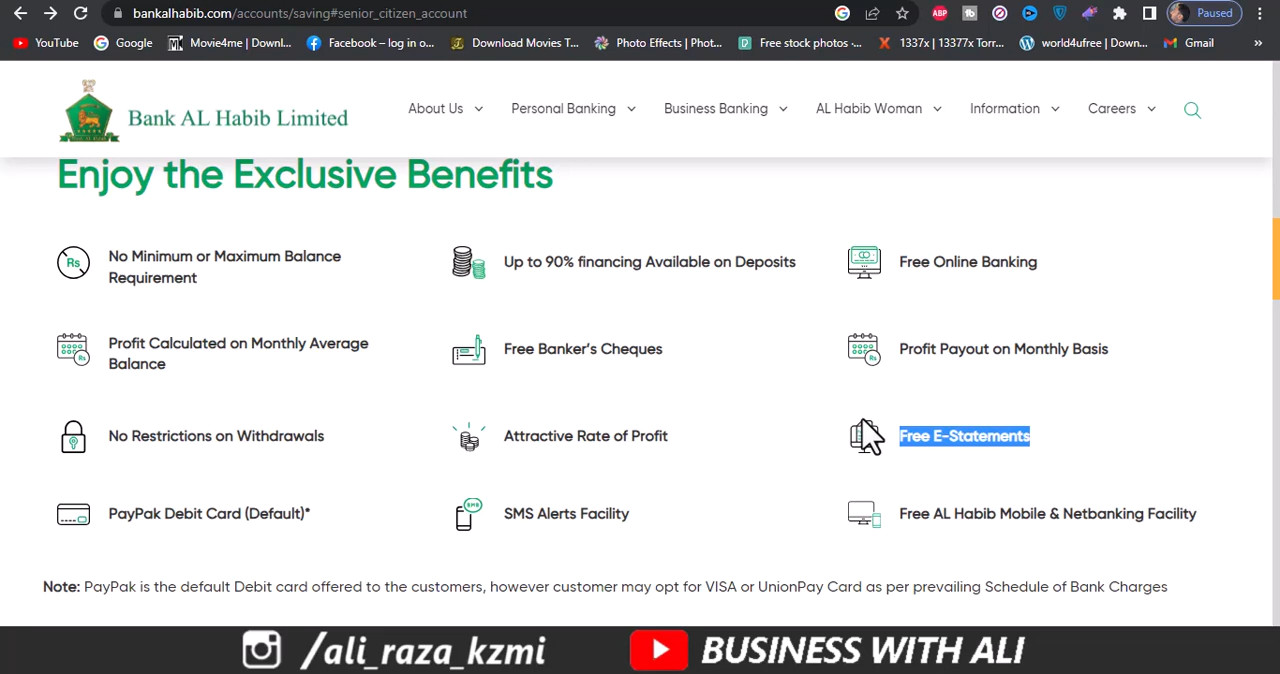 bankalhabib.com/accounts/saving#senior_citizen_account
ABP
Paused
YouTube
Google
Movie4me | Downl...
Facebook – log in o...
Download Movies T...
Photo Effects | Phot...
Free stock photos -...
1337x | 13377x Torr...
world4ufree | Down...
Gmail
»
Bank AL Habib Limited
About Us
Personal Banking
Business Banking
AL Habib Woman
Information
Careers
Enjoy the Exclusive Benefits
Rs
No Minimum or Maximum Balance
Requirement
Up to 90% financing Available on Deposits
Free Online Banking
Rs
Profit Calculated on Monthly Average
Balance
Free Banker's Cheques
Rs
Profit Payout on Monthly Basis
No Restrictions on Withdrawals
Attractive Rate of Profit
Free E-Statements
PayPak Debit Card (Default)*
SMS Alerts Facility
Free AL Habib Mobile & Netbanking Facility
Note: PayPak is the default Debit card offered to the customers, however customer may opt for VISA or UnionPay Card as per prevailing Schedule of Bank Charges
/ali_raza_kzmi
BUSINESS WITH ALI